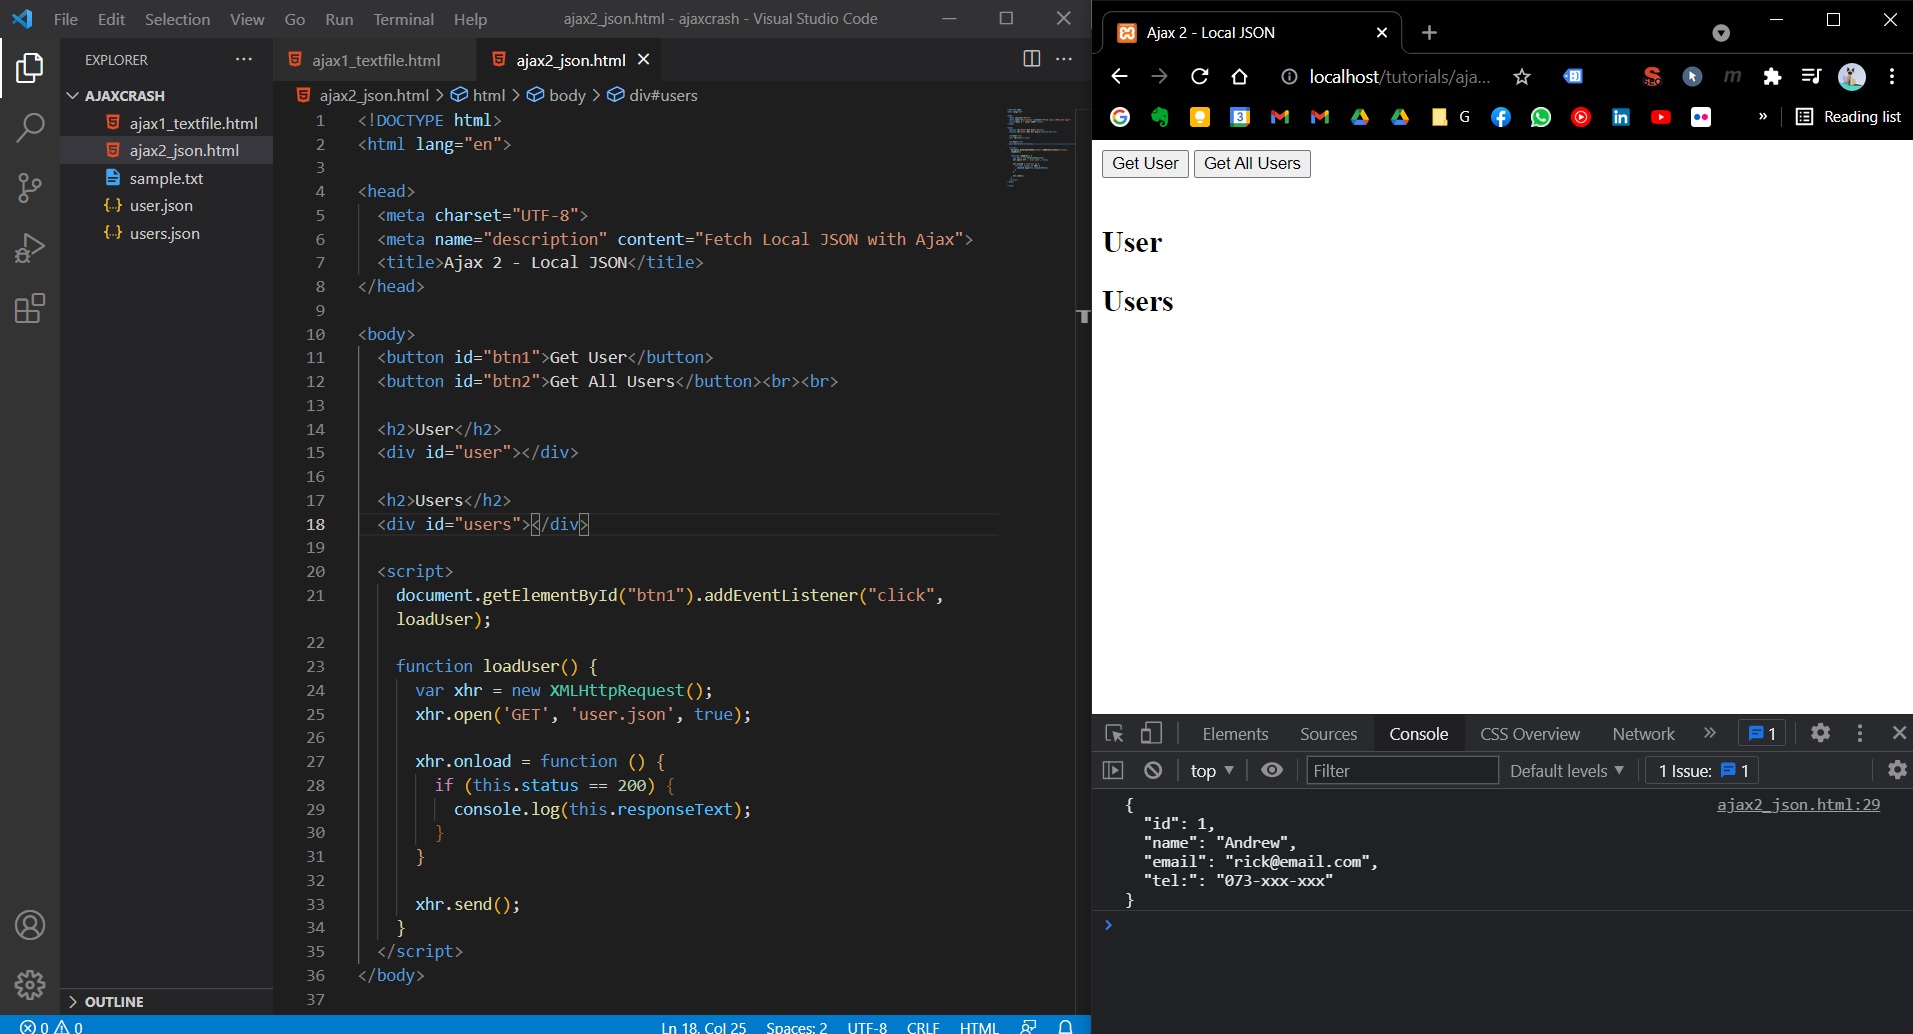 File Edit Selection View Go Run Terminal Help ajax2_json.html - ajaxcrash - Visual Studio Code
EXPLORER
AJAXCRASH
ajax1_textfile.html
ajax2_json.html
sample.txt
user.json
users.json
OUTLINE
ajax1_textfile.html ajax2_json.html
ajax2_json.html > html > body > div#users
1 <!DOCTYPE html>
2 <html lang="en">
3
4 <head>
5 <meta charset="UTF-8">
6 <meta name="description" content="Fetch Local JSON with Ajax">
7 <title>Ajax 2 - Local JSON</title>
8 </head>
9
10 <body>
11 <button id="btn1">Get User</button>
12 <button id="btn2">Get All Users</button><br><br>
13
14 <h2>User</h2>
15 <div id="user"></div>
16
17 <h2>Users</h2>
18 <div id="users"></div>
19
20 <script>
21 document.getElementById("btn1").addEventListener("click",
loadUser);
22
23 function loadUser() {
24 var xhr = new XMLHttpRequest();
25 xhr.open('GET', 'user.json', true);
26
27 xhr.onload = function () {
28 if (this.status == 200) {
29 console.log(this.responseText);
30 }
31 }
32
33 xhr.send();
34 }
35 </script>
36 </body>
37
0 0 Ln 18, Col 25 Spaces: 2 UTF-8 CRLF HTML
Ajax 2 - Local JSON
localhost/tutorials/aja...
SEO
m
3
G
» Reading list
Get User Get All Users
User
Users
Elements Sources Console CSS Overview Network » 1
top Filter Default levels 1 Issue: 1
{ ajax2_json.html:29
"id": 1,
"name": "Andrew",
"email": "rick@email.com",
"tel:": "073-xxx-xxx"
}
>